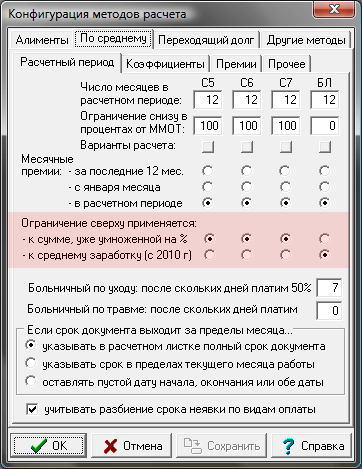 Конфигурация методов расчета
Алименты По среднему Переходящий долг Другие методы
Расчетный период Коэффициенты Премии Прочее
С5 С6 С7 БЛ
Число месяцев в
расчетном периоде: 12 12 12 12
Ограничение снизу в
процентах от ММОТ: 100 100 100 0
Варианты расчета:
Месячные
премии: - за последние 12 мес.
- с января месяца
- в расчетном периоде
Ограничение сверху применяется:
- к сумме, уже умноженной на %
- к среднему заработку (с 2010 г)
Больничный по уходу: после скольких дней платим 50% 7
Больничный по травме: после скольких дней платим 0
Если срок документа выходит за пределы месяца...
указывать в расчетном листке полный срок документа
указывать срок в пределах текущего месяца работы
оставлять пустой дату начала, окончания или обе даты
учитывать разбиение срока неявки по видам оплаты
OK Отмена Сохранить ? Справка